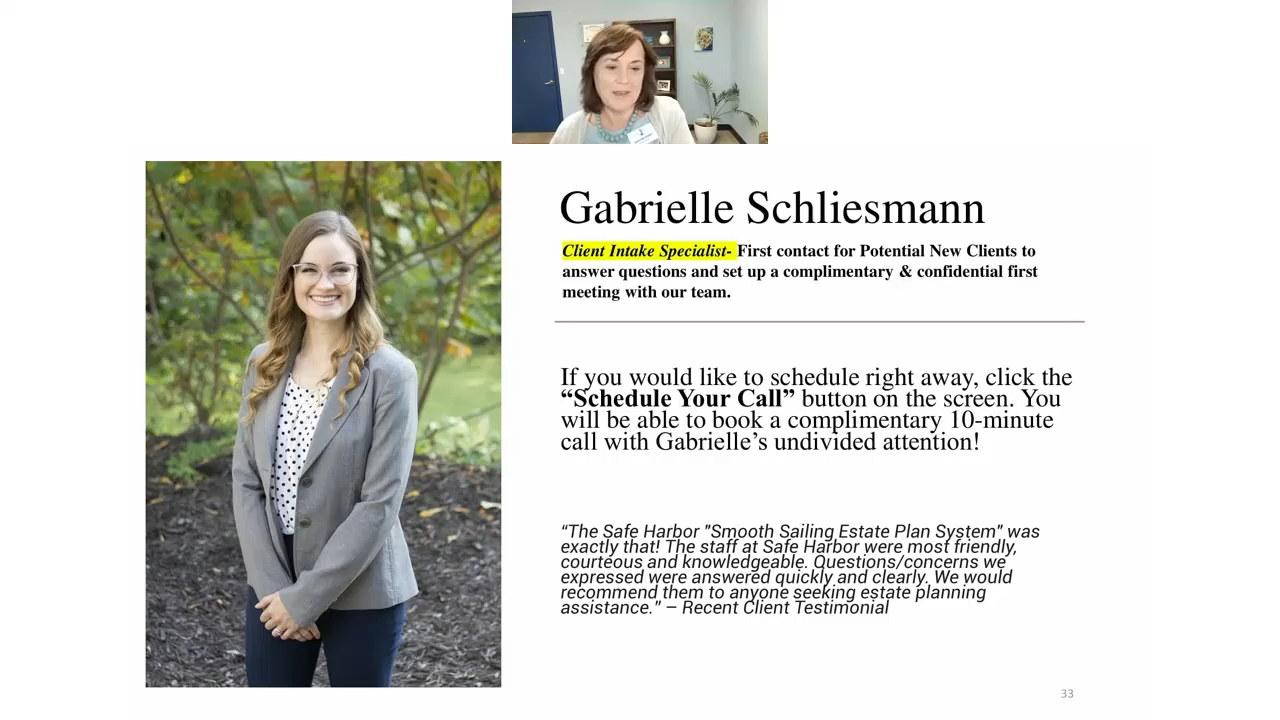 Gabrielle Schliesmann
Client Intake Specialist- First contact for Potential New Clients to
answer questions and set up a complimentary & confidential first
meeting with our team.
If you would like to schedule right away, click the
“Schedule Your Call” button on the screen. You
will be able to book a complimentary 10-minute
call with Gabrielle’s undivided attention!
“The Safe Harbor "Smooth Sailing Estate Plan System" was
exactly that! The staff at Safe Harbor were most friendly,
courteous and knowledgeable. Questions/concerns we
expressed were answered quickly and clearly. We would
recommend them to anyone seeking estate planning
assistance." – Recent Client Testimonial
33